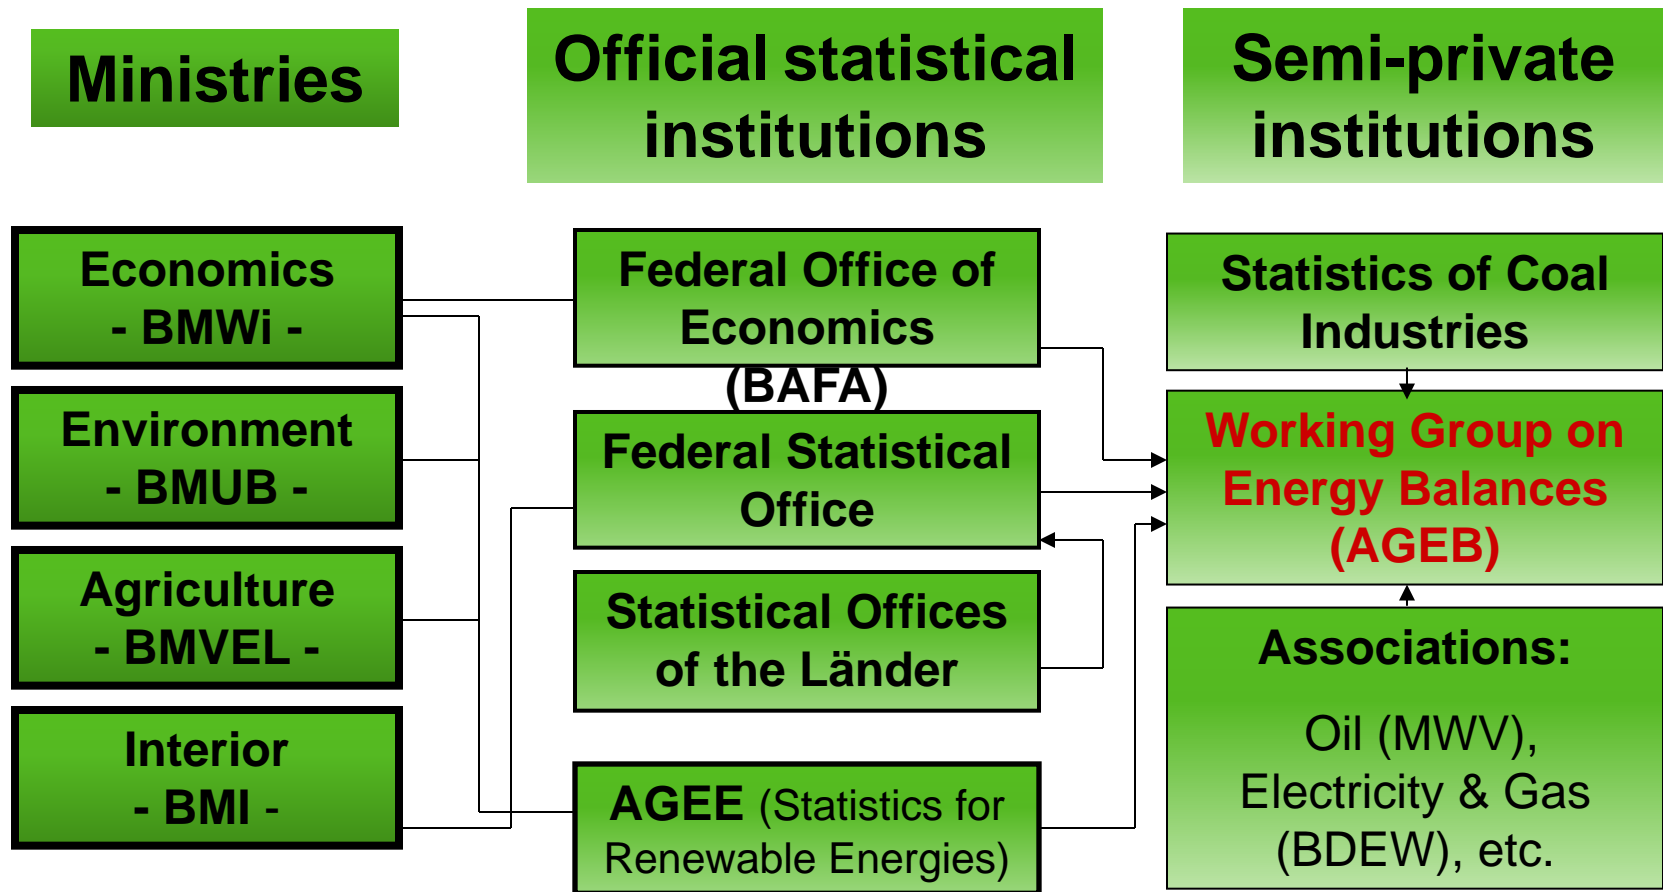 Ministries
Official statistical
institutions
Semi-private
institutions
Economics
- BMWi -
Environment
- BMUB -
Agriculture
- BMVEL -
Interior
- BMI -
Federal Office of
Economics
(BAFA)
Federal Statistical
Office
Statistical Offices
of the Länder
AGEE (Statistics for
Renewable Energies)
Statistics of Coal
Industries
Working Group on
Energy Balances
(AGEB)
Associations:
Oil (MWV),
Electricity & Gas
(BDEW), etc.